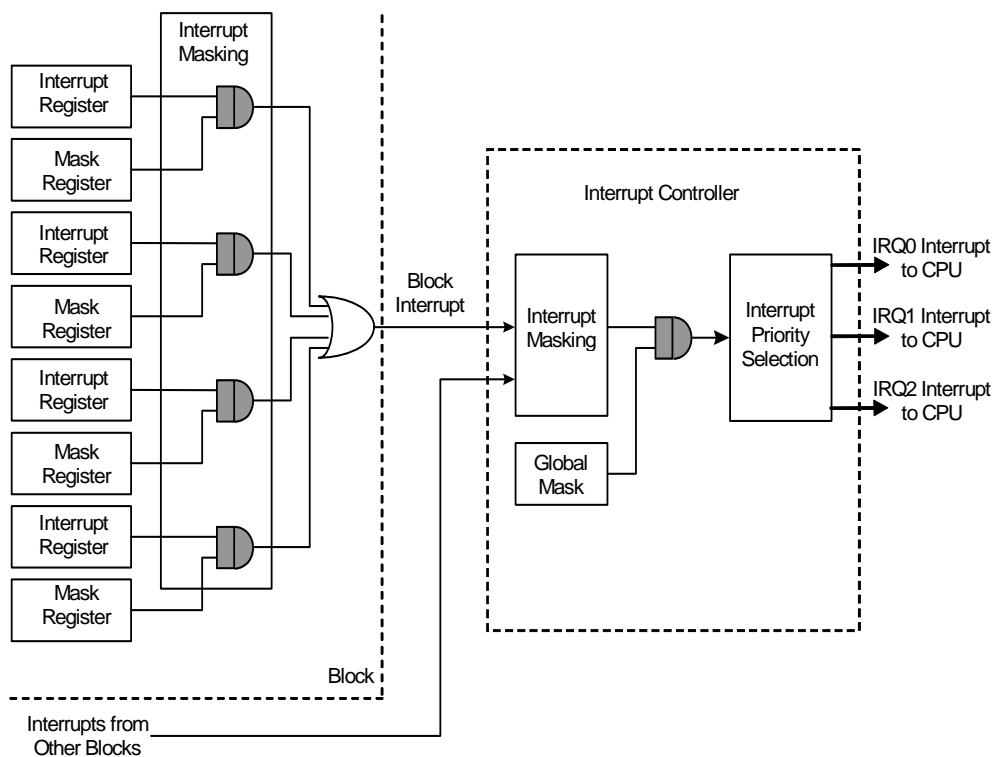 Interrupt
Masking
Interrupt
Register
Mask
Register
Interrupt
Register
Mask
Register
Interrupt
Register
Mask
Register
Interrupt
Register
Mask
Register
Block
Block
Interrupt
Interrupts from
Other Blocks
Interrupt Controller
Interrupt
Masking
Global
Mask
Interrupt
Priority
Selection
IRQ0 Interrupt
to CPU
IRQ1 Interrupt
to CPU
IRQ2 Interrupt
to CPU